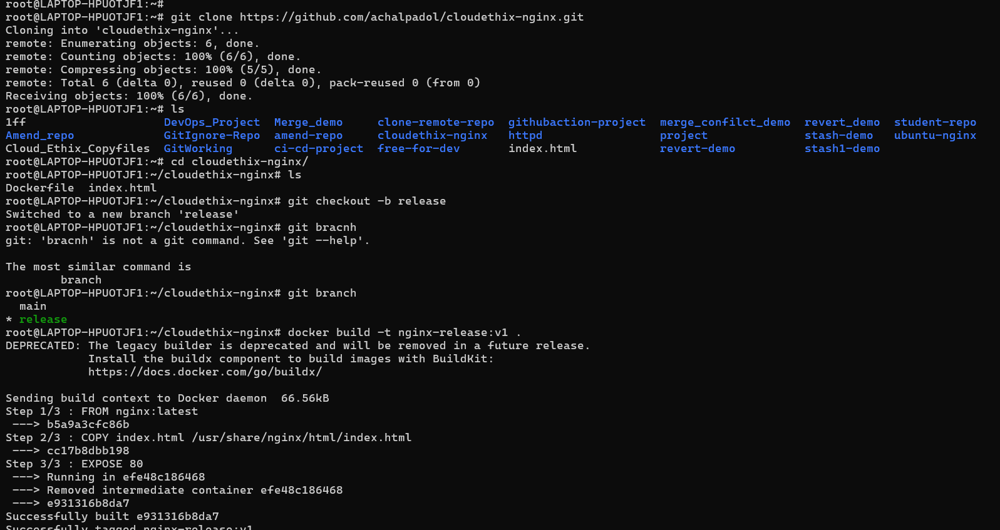 root@LAPTOP-HPUOTJF1:~#
root@LAPTOP-HPUOTJF1:~# git clone https://github.com/achalpadol/cloudethix-nginx.git
Cloning into 'cloudethix-nginx'...
remote: Enumerating objects: 6, done.
remote: Counting objects: 100% (6/6), done.
remote: Compressing objects: 100% (5/5), done.
remote: Total 6 (delta 0), reused 0 (delta 0), pack-reused 0 (from 0)
Receiving objects: 100% (6/6), done.
root@LAPTOP-HPUOTJF1:~# ls
1ff                    DevOps_Project  Merge_demo     clone-remote-repo  githubaction-project  merge_confilct_demo  revert_demo  student-repo
Amend_repo             GitIgnore-Repo  amend-repo     cloudethix-nginx   httpd                 project              stash-demo   ubuntu-nginx
Cloud_Ethix_Copyfiles  GitWorking      ci-cd-project  free-for-dev       index.html            revert-demo          stash1-demo
root@LAPTOP-HPUOTJF1:~# cd cloudethix-nginx/
root@LAPTOP-HPUOTJF1:~/cloudethix-nginx# ls
Dockerfile  index.html
root@LAPTOP-HPUOTJF1:~/cloudethix-nginx# git checkout -b release
Switched to a new branch 'release'
root@LAPTOP-HPUOTJF1:~/cloudethix-nginx# git bracnh
git: 'bracnh' is not a git command. See 'git --help'.

The most similar command is
        branch
root@LAPTOP-HPUOTJF1:~/cloudethix-nginx# git branch
  main
* release
root@LAPTOP-HPUOTJF1:~/cloudethix-nginx# docker build -t nginx-release:v1 .
DEPRECATED: The legacy builder is deprecated and will be removed in a future release.
            Install the buildx component to build images with BuildKit:
            https://docs.docker.com/go/buildx/

Sending build context to Docker daemon  66.56kB
Step 1/3 : FROM nginx:latest
 ---> b5a9a3cfc86b
Step 2/3 : COPY index.html /usr/share/nginx/html/index.html
 ---> cc17b8dbb198
Step 3/3 : EXPOSE 80
 ---> Running in efe48c186468
 ---> Removed intermediate container efe48c186468
 ---> e931316b8da7
Successfully built e931316b8da7
Successfully tagged nginx-release:v1